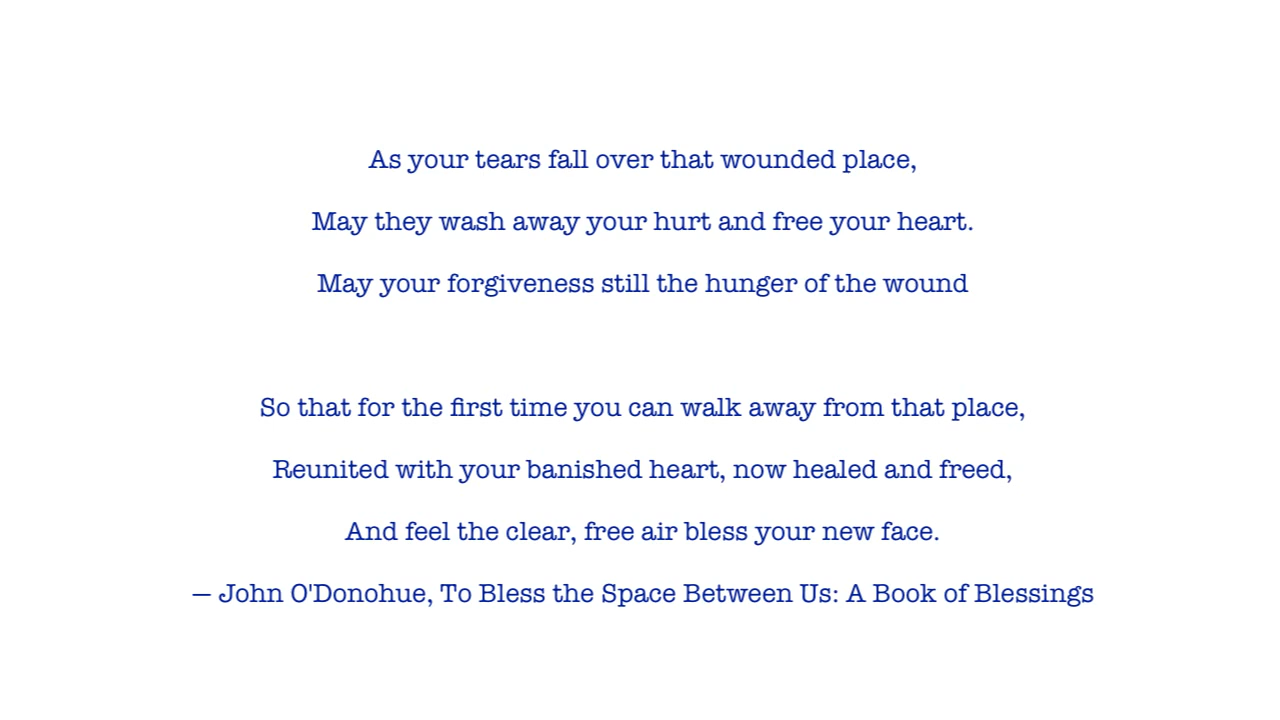 As your tears fall over that wounded place,
May they wash away your hurt and free your heart.
May your forgiveness still the hunger of the wound
So that for the first time you can walk away from that place,
Reunited with your banished heart, now healed and freed,
And feel the clear, free air bless your new face.
— John O'Donohue, To Bless the Space Between Us: A Book of Blessings